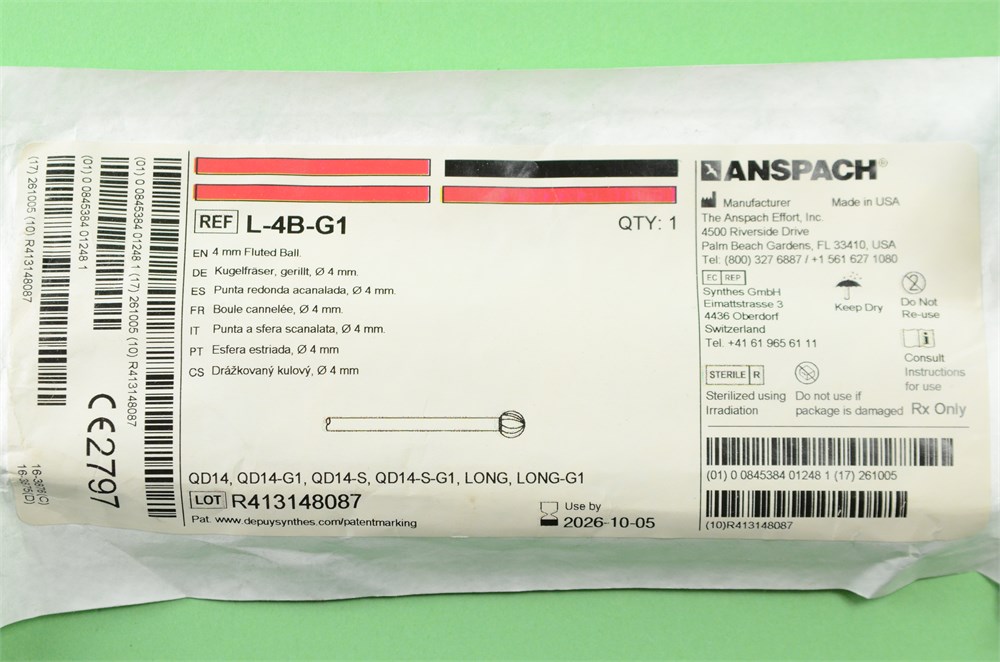 (17) 261005 (10) R413148087
(01) 0 0845384 01248 1
(01) 0 0845384 01248 1 (17) 261005 (10) R413148087
CE2797
16-3876(C)
16-3875(D)
REF L-4B-G1
QTY: 1
EN 4 mm Fluted Ball.
DE Kugelfräser, gerillt, Ø 4 mm.
ES Punta redonda acanalada, Ø 4 mm.
FR Boule cannelée, Ø 4 mm.
IT Punta a sfera scanalata, Ø 4 mm.
PT Esfera estriada, Ø 4 mm
CS Drážkovaný kulový, Ø 4 mm
QD14, QD14-G1, QD14-S, QD14-S-G1, LONG, LONG-G1
LOT R413148087
Pat. www.depuysynthes.com/patentmarking
Use by
2026-10-05
ANSPACH®
Manufacturer Made in USA
The Anspach Effort, Inc.
4500 Riverside Drive
Palm Beach Gardens, FL 33410, USA
Tel: (800) 327 6887 / +1 561 627 1080
EC REP
Synthes GmbH
Eimattstrasse 3
4436 Oberdorf
Switzerland
Tel. +41 61 965 61 11
Keep Dry
Do Not
Re-use
Consult
Instructions
for use
STERILE R
Sterilized using
Irradiation
Do not use if
package is damaged
Rx Only
(01) 0 0845384 01248 1 (17) 261005
(10)R413148087